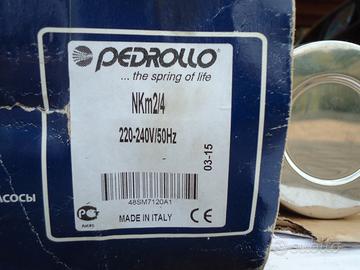 PEDROLLO
... the spring of life
NKm2/4
220-240V/50Hz
03-15
48SM7120A1
MADE IN ITALY
CE
АСОСЫ